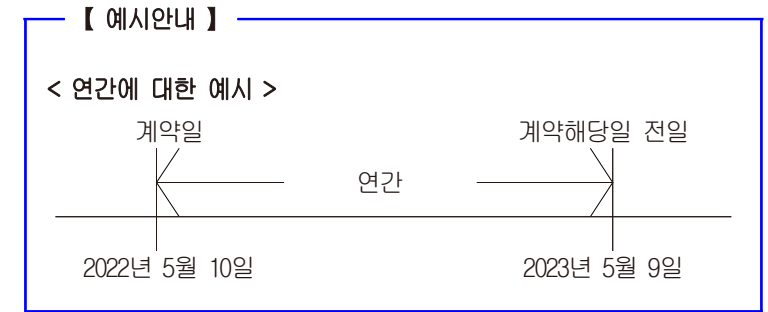 【 예시안내 】
< 연간에 대한 예시 >
계약일 계약해당일 전일
연간
2022년 5월 10일 2023년 5월 9일